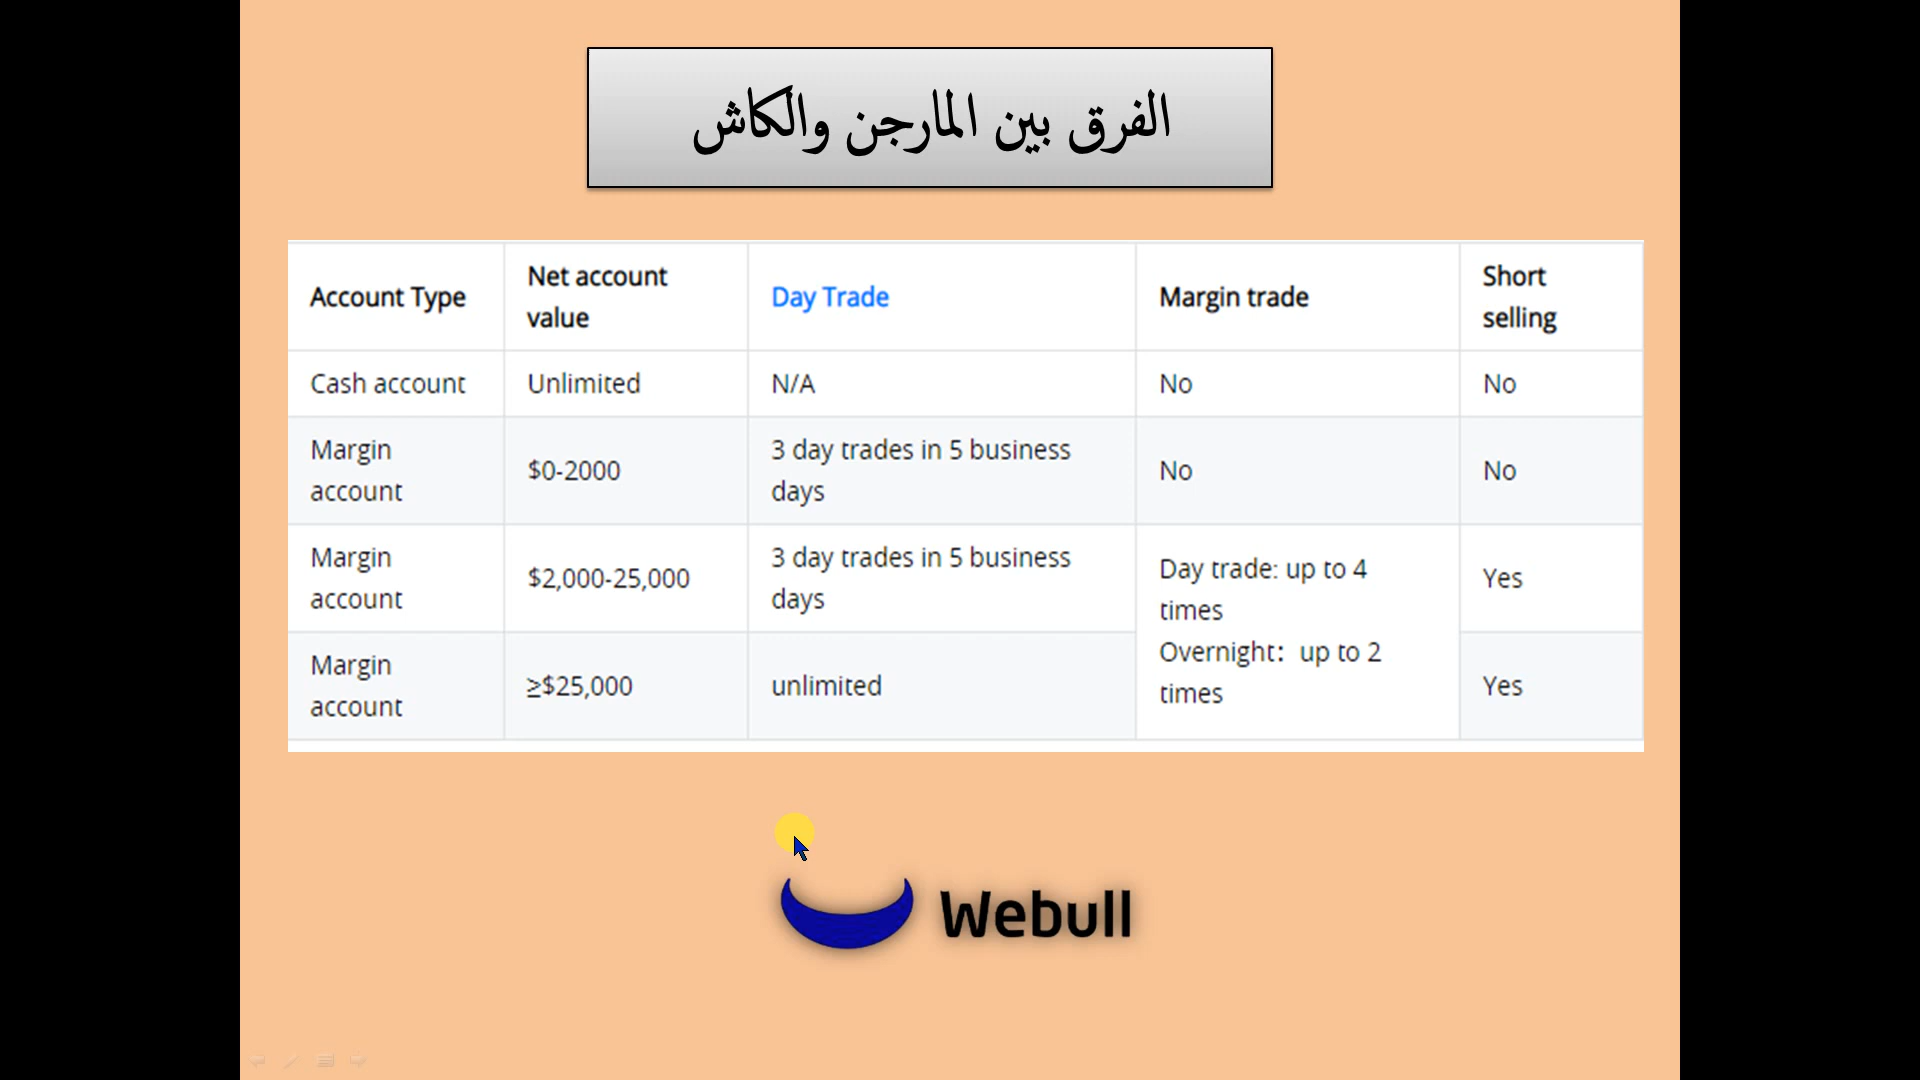 الفرق بين المارجن والكاش
Account Type
Net account
value
Day Trade
Margin trade
Short
selling
Cash account
Unlimited
N/A
No
No
Margin
account
$0-2000
3 day trades in 5 business
days
No
No
Margin
account
$2,000-25,000
3 day trades in 5 business
days
Day trade: up to 4
times
Overnight： up to 2
times
Yes
Margin
account
≥$25,000
unlimited
Yes
Webull